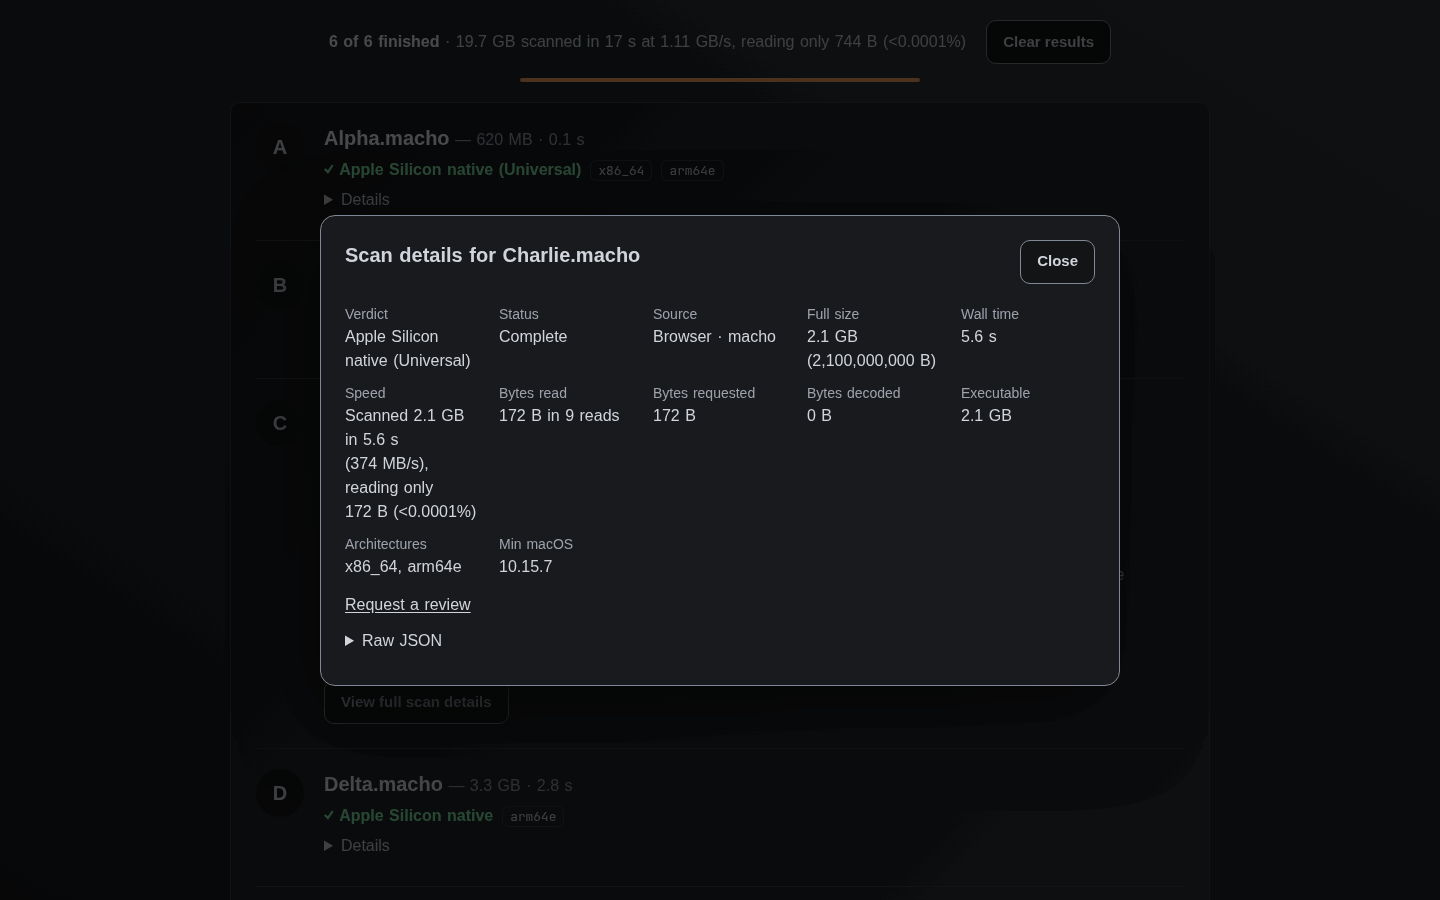 6 of 6 finished · 19.7 GB scanned in 17 s at 1.11 GB/s, reading only 744 B (<0.0001%)
Clear results
A
Alpha.macho — 620 MB · 0.1 s
✓ Apple Silicon native (Universal) x86_64 arm64e
▶ Details
B
C
Scan details for Charlie.macho
Close
Verdict
Apple Silicon
native (Universal)
Status
Complete
Source
Browser · macho
Full size
2.1 GB
(2,100,000,000 B)
Wall time
5.6 s
Speed
Scanned 2.1 GB
in 5.6 s
(374 MB/s),
reading only
172 B (<0.0001%)
Bytes read
172 B in 9 reads
Bytes requested
172 B
Bytes decoded
0 B
Executable
2.1 GB
Architectures
x86_64, arm64e
Min macOS
10.15.7
Request a review
▶ Raw JSON
View full scan details
D
Delta.macho — 3.3 GB · 2.8 s
✓ Apple Silicon native arm64e
▶ Details